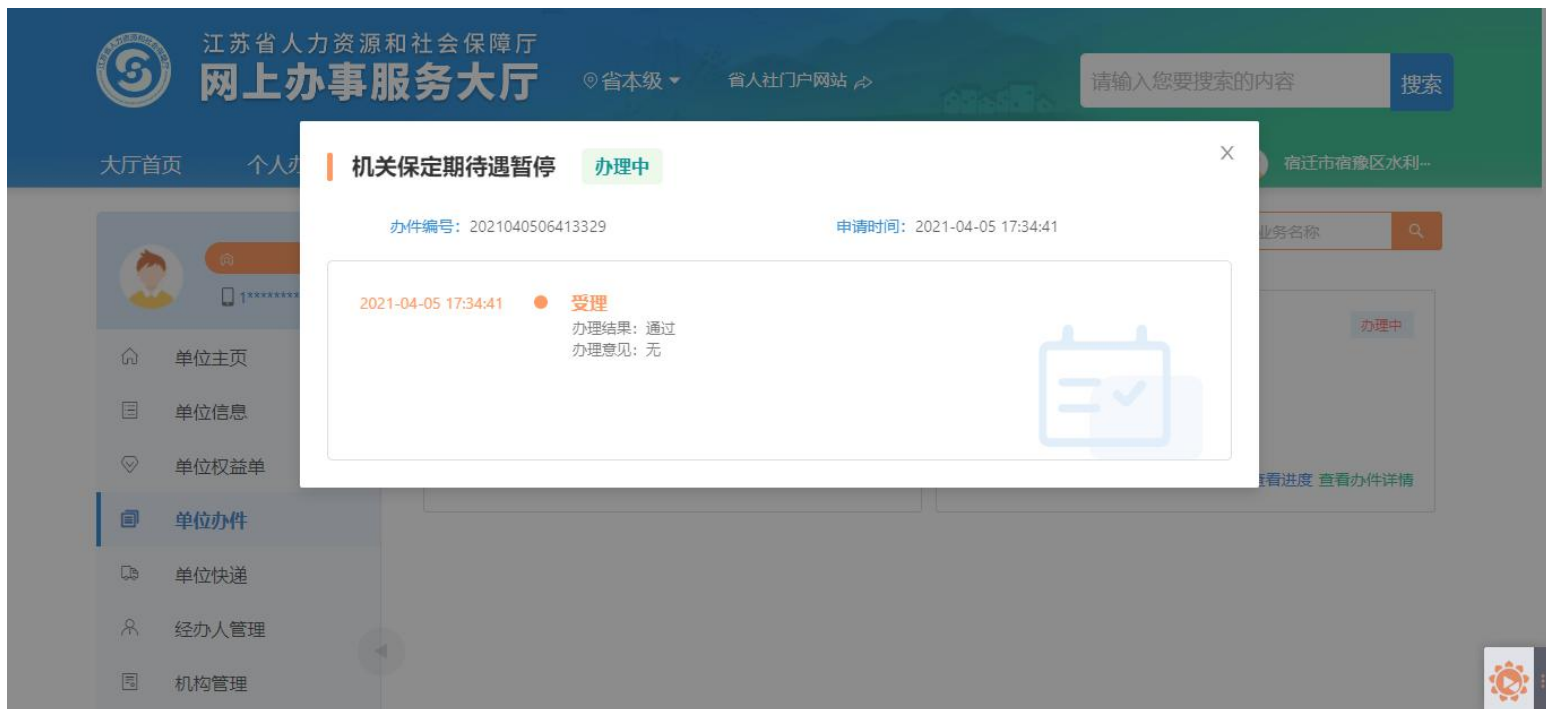 江苏省人力资源和社会保障厅
网上办事服务大厅
省本级
省人社门户网站
请输入您要搜索的内容
搜索
大厅首页
个人办
宿迁市宿豫区水利...
机关保定期待遇暂停
办理中
X
办件编号：2021040506413329
申请时间：2021-04-05 17:34:41
2021-04-05 17:34:41
受理
办理结果：通过
办理意见：无
1********
业务名称
办理中
单位主页
单位信息
单位权益单
查看进度 查看办件详情
单位办件
单位快递
经办人管理
机构管理